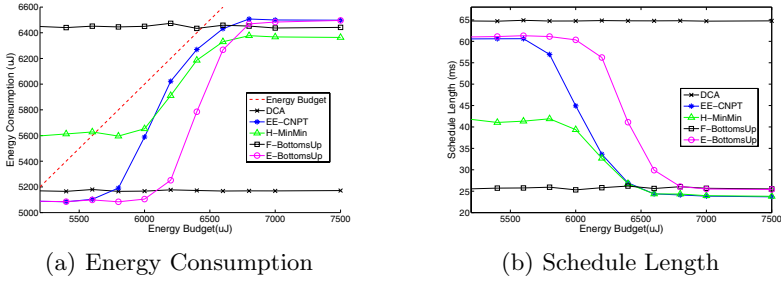 6600
6400
6200
6000
5800
5600
5400
5200
5000
5500
6000
6500
7000
7500
Energy Consumption (uJ)
Energy Budget(uJ)
Energy Budget
DCA
EE-CNPT
H-MinMin
F-BottomsUp
E-BottomsUp
(a) Energy Consumption
65
60
55
50
45
40
35
30
25
20
5500
6000
6500
7000
7500
Schedule Length (ms)
Energy Budget(uJ)
DCA
EE-CNPT
H-MinMin
F-BottomsUp
E-BottomsUp
(b) Schedule Length